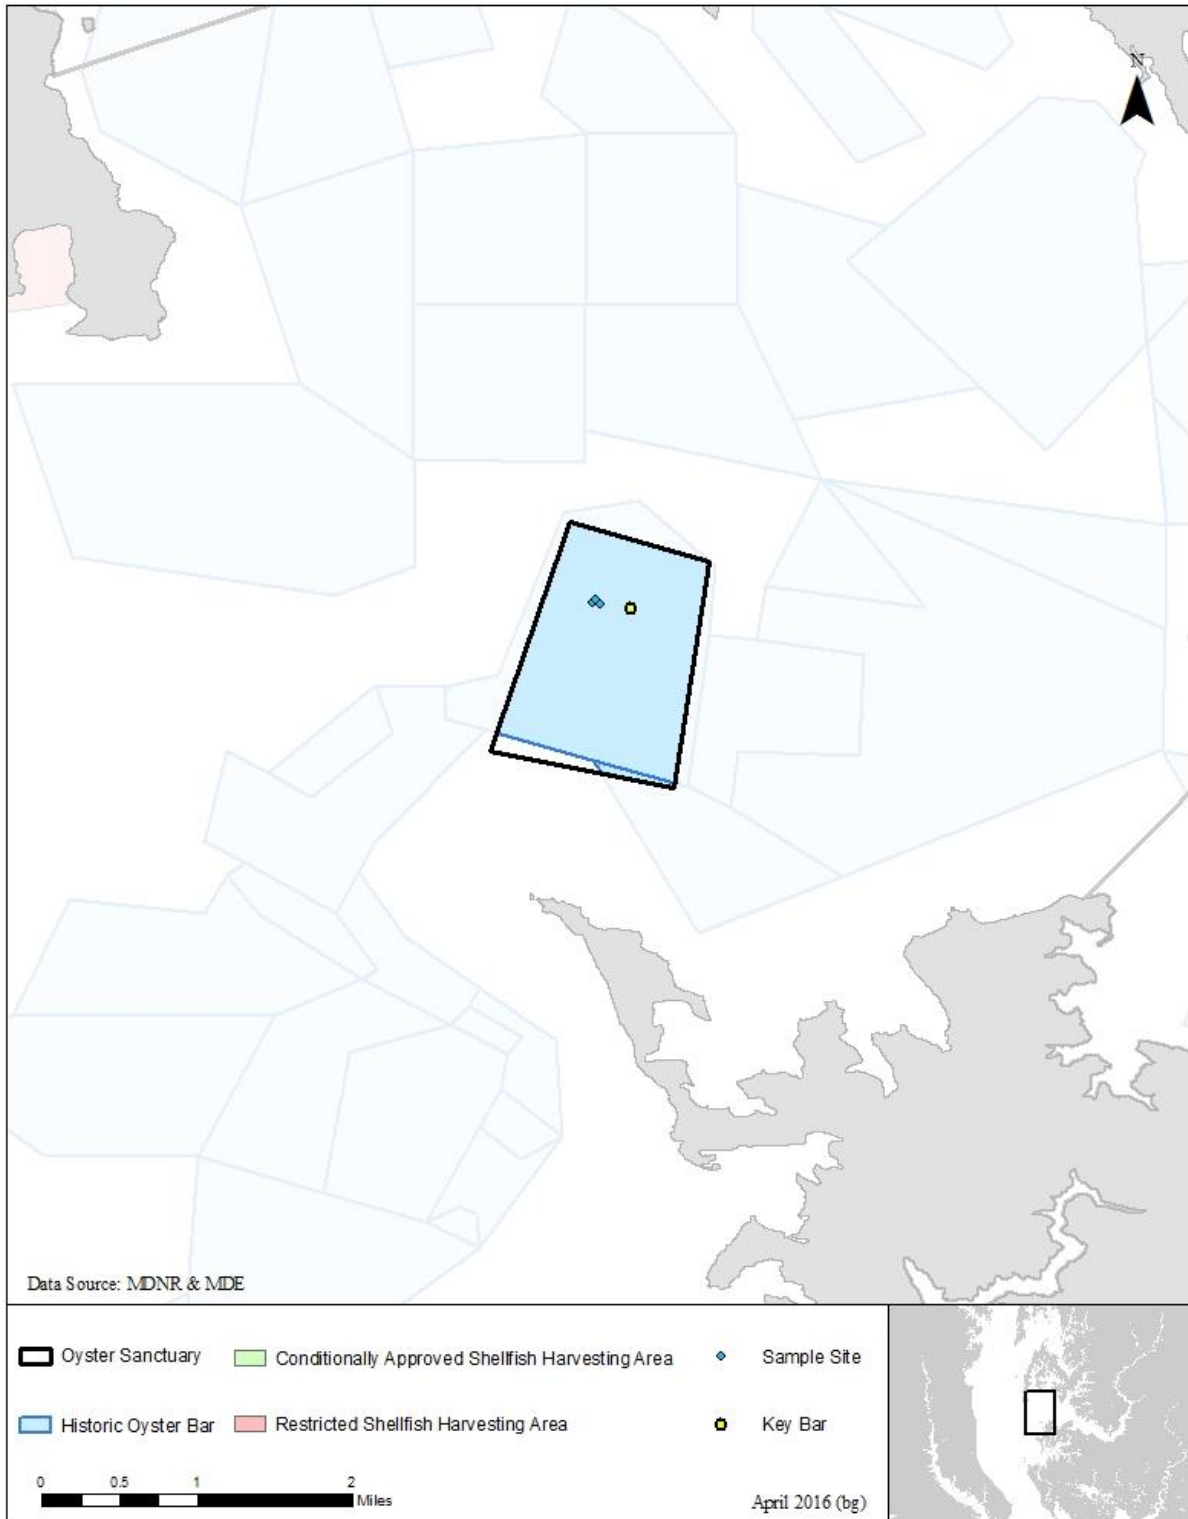 N
Data Source: MDNR & MDE
Oyster Sanctuary
Conditionally Approved Shellfish Harvesting Area
Sample Site
Historic Oyster Bar
Restricted Shellfish Harvesting Area
Key Bar
0 0.5 1 2
Miles
April 2016 (bg)